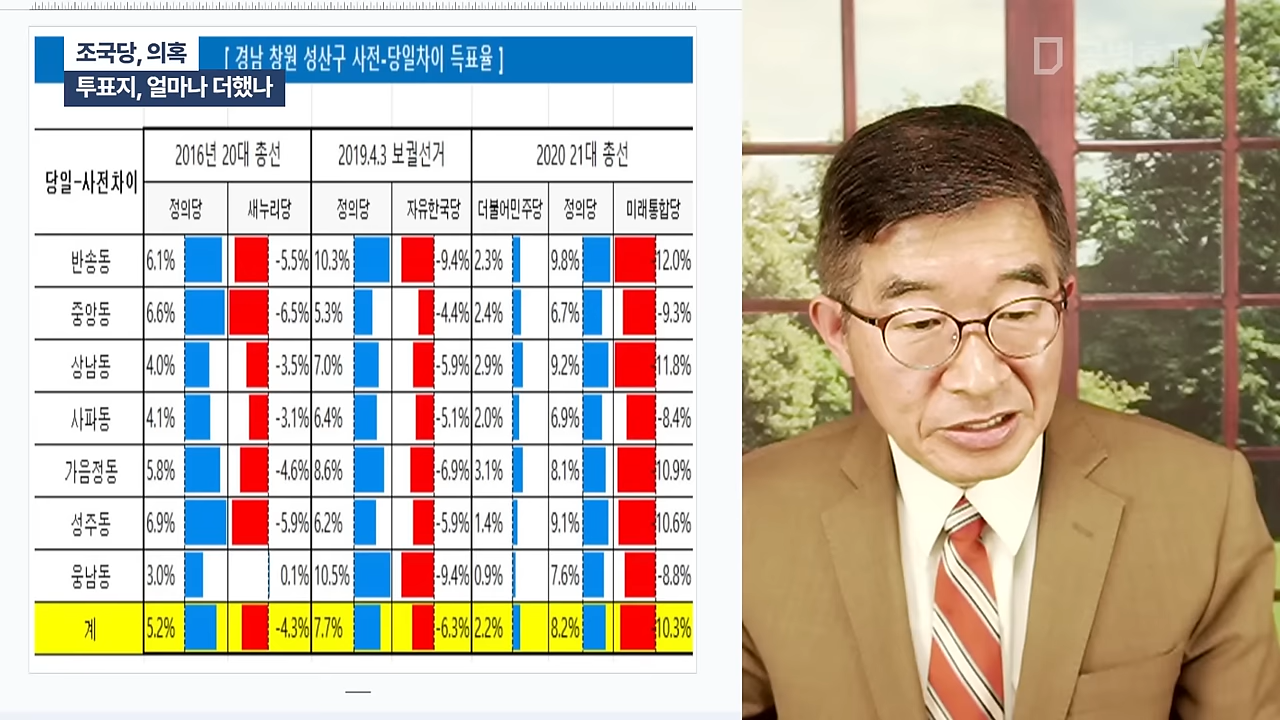 조국당, 의혹
투표지, 얼마나 더했나
[ 경남 창원 성산구 사전-당일차이 득표율 ]
당일-사전차이 2016년 20대 총선 2019.4.3 보궐선거 2020 21대 총선
정의당 새누리당 정의당 자유한국당 더불어민주당 정의당 미래통합당
반송동 6.1% -5.5% 10.3% -9.4% 2.3% 9.8% 12.0%
중앙동 6.6% -6.5% 5.3% -4.4% 2.4% 6.7% -9.3%
상남동 4.0% -3.5% 7.0% -5.9% 2.9% 9.2% 11.8%
사파동 4.1% -3.1% 6.4% -5.1% 2.0% 6.9% -8.4%
가음정동 5.8% -4.6% 8.6% -6.9% 3.1% 8.1% 10.9%
성주동 6.9% -5.9% 6.2% -5.9% 1.4% 9.1% 10.6%
웅남동 3.0% 0.1% 10.5% -9.4% 0.9% 7.6% -8.8%
계 5.2% -4.3% 7.7% -6.3% 2.2% 8.2% 10.3%